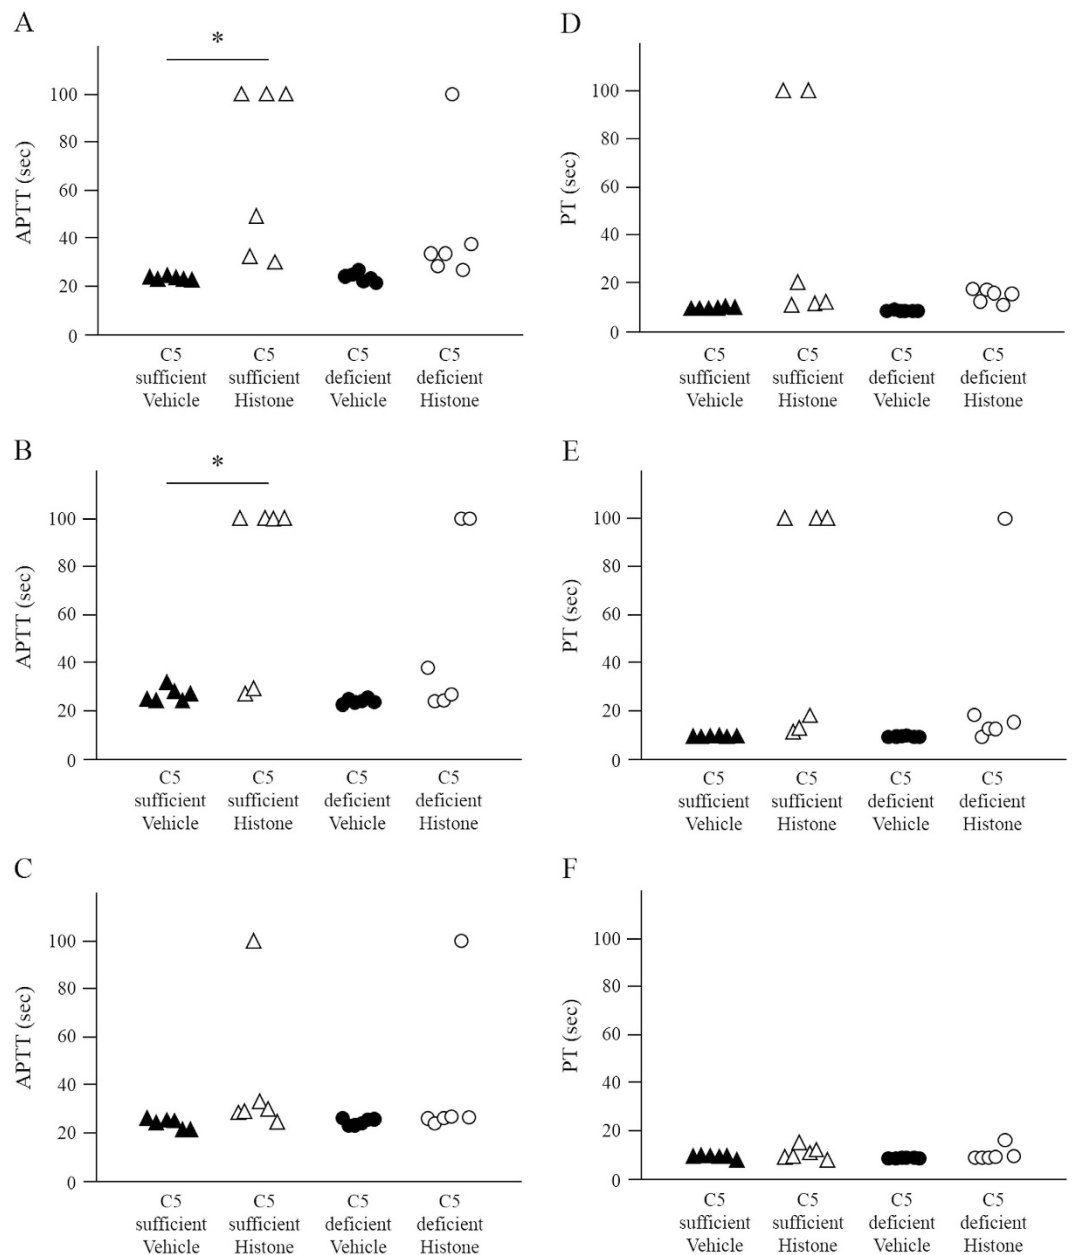 A
*
APTT (sec)
100
80
60
40
20
0
C5 C5 C5 C5
sufficient sufficient deficient deficient
Vehicle Histone Vehicle Histone
D
PT (sec)
100
80
60
40
20
0
C5 C5 C5 C5
sufficient sufficient deficient deficient
Vehicle Histone Vehicle Histone
B
*
APTT (sec)
100
80
60
40
20
0
C5 C5 C5 C5
sufficient sufficient deficient deficient
Vehicle Histone Vehicle Histone
E
PT (sec)
100
80
60
40
20
0
C5 C5 C5 C5
sufficient sufficient deficient deficient
Vehicle Histone Vehicle Histone
C
APTT (sec)
100
80
60
40
20
0
C5 C5 C5 C5
sufficient sufficient deficient deficient
Vehicle Histone Vehicle Histone
F
PT (sec)
100
80
60
40
20
0
C5 C5 C5 C5
sufficient sufficient deficient deficient
Vehicle Histone Vehicle Histone